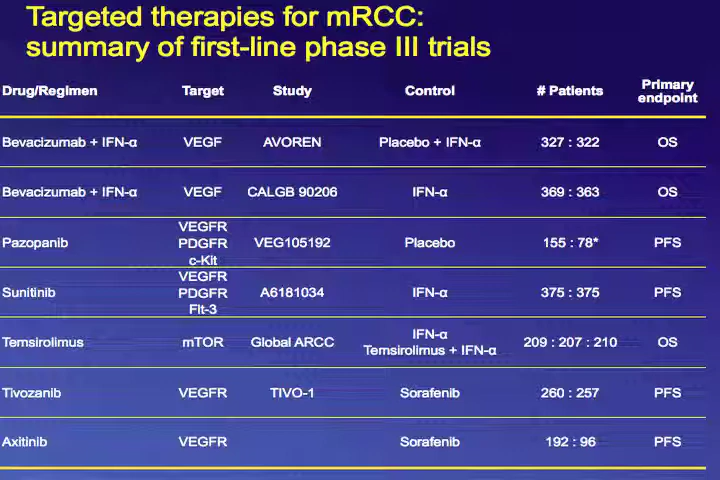 Targeted therapies for mRCC:
summary of first-line phase III trials
Drug/Regimen Target Study Control # Patients Primary endpoint
Bevacizumab + IFN-α VEGF AVOREN Placebo + IFN-α 327 : 322 OS
Bevacizumab + IFN-α VEGF CALGB 90206 IFN-α 369 : 363 OS
Pazopanib VEGFR PDGFR c-Kit VEG105192 Placebo 155 : 78* PFS
Sunitinib VEGFR PDGFR Flt-3 A6181034 IFN-α 375 : 375 PFS
Temsirolimus mTOR Global ARCC IFN-α Temsirolimus + IFN-α 209 : 207 : 210 OS
Tivozanib VEGFR TIVO-1 Sorafenib 260 : 257 PFS
Axitinib VEGFR Sorafenib 192 : 96 PFS